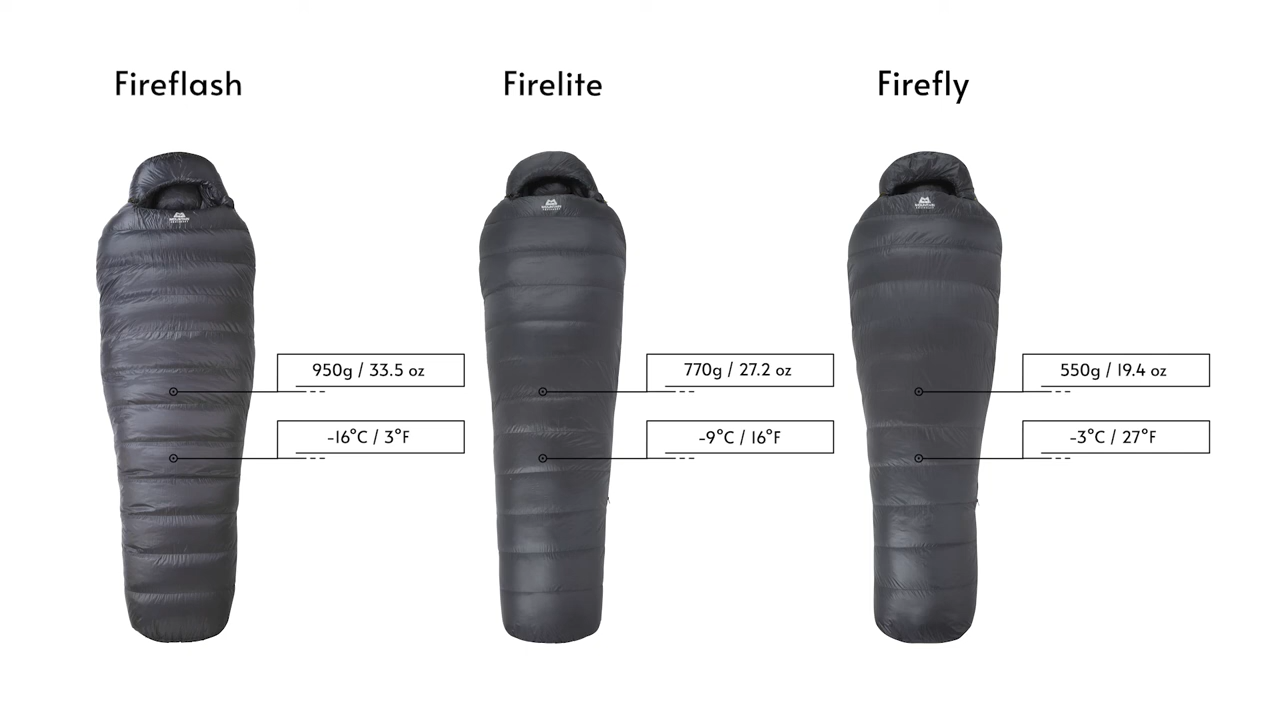 Fireflash
Firelite
Firefly
950g / 33.5 oz
770g / 27.2 oz
550g / 19.4 oz
-16°C / 3°F
-9°C / 16°F
-3°C / 27°F